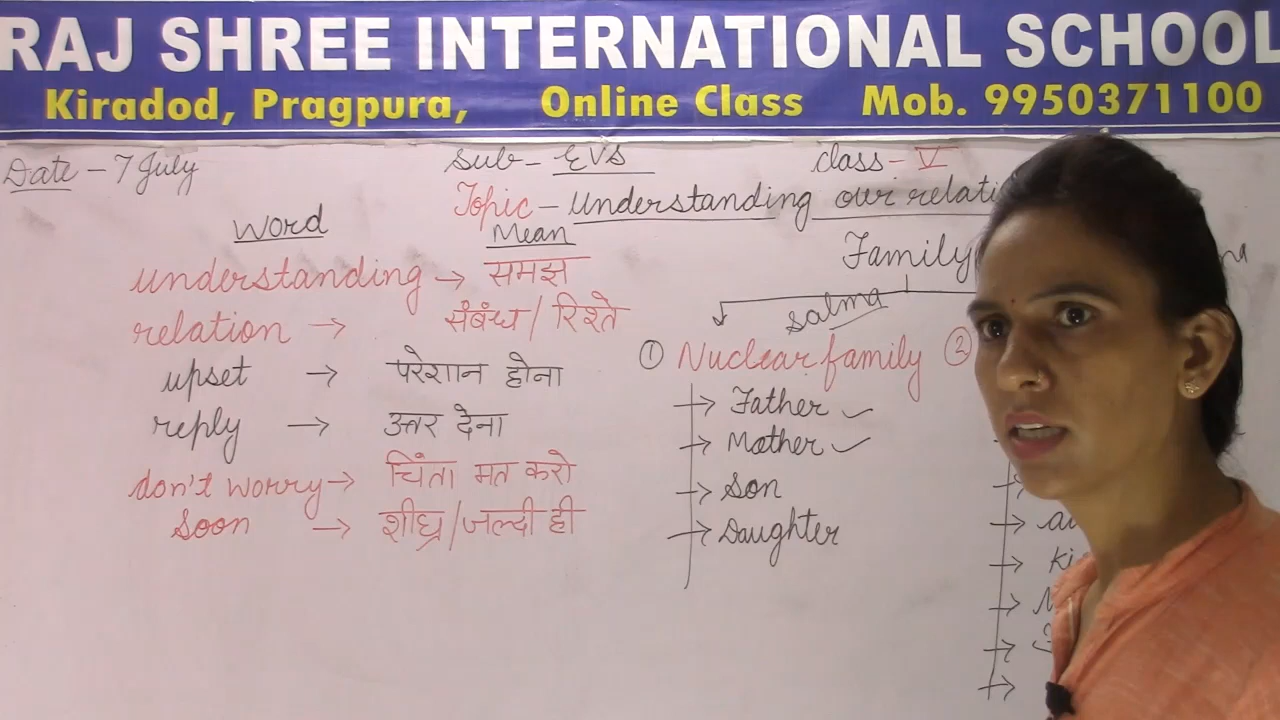 RAJ SHREE INTERNATIONAL SCHOOL
Kiradod, Pragpura, Online Class Mob. 9950371100
Date - 7 July
Sub - EVS
class - V
Topic - understanding our relati
Word
Mean
Family
understanding → समझ
relation → संबंध / रिश्ते
upset → परेशान होना
reply → उत्तर देना
don't worry → चिंता मत करो
soon → शीघ्र / जल्दी ही
Salma
① Nuclear family ②
→ Father ✓
→ Mother ✓
→ Son
→ Daughter